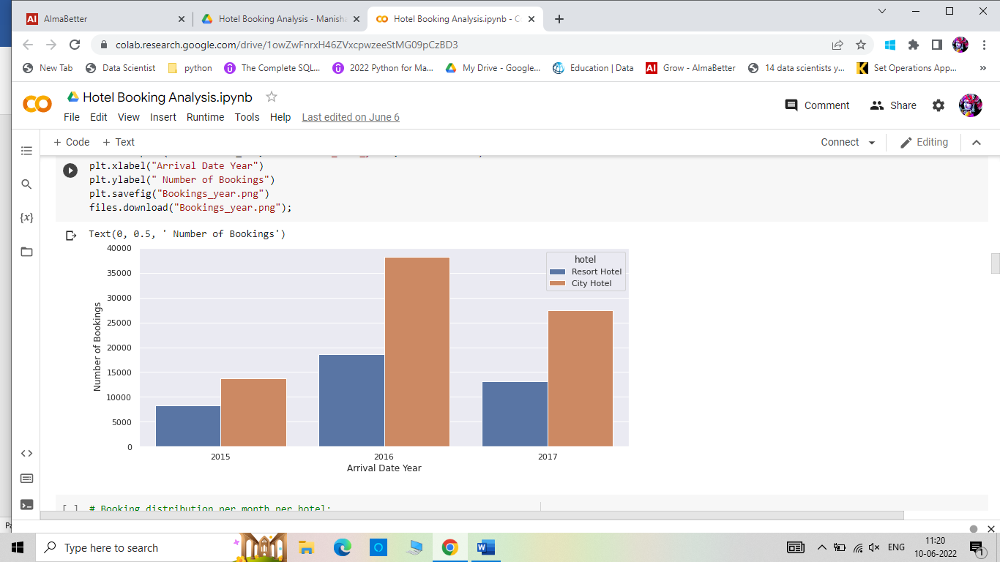 AlmaBetter
Hotel Booking Analysis - Manisha
Hotel Booking Analysis.ipynb - C
colab.research.google.com/drive/1owZwFnrxH46ZVxcpwzeeStMG09pCzBD3
New Tab
Data Scientist
python
The Complete SQL...
2022 Python for Ma...
My Drive - Google...
Education | Data
AI
Grow - AlmaBetter
14 data scientists y...
Set Operations App...
»
Hotel Booking Analysis.ipynb
File Edit View Insert Runtime Tools Help Last edited on June 6
Comment
Share
+ Code + Text
Connect
Editing
plt.xlabel("Arrival Date Year")
plt.ylabel(" Number of Bookings")
plt.savefig("Bookings_year.png")
files.download("Bookings_year.png");
{x}
Text(0, 0.5, ' Number of Bookings')
40000
35000
30000
25000
20000
15000
10000
5000
0
Number of Bookings
hotel
Resort Hotel
City Hotel
2015 2016 2017
Arrival Date Year
[ ] # Booking distribution per month per hotel:
Pa
Type here to search
ENG
11:20
10-06-2022
1